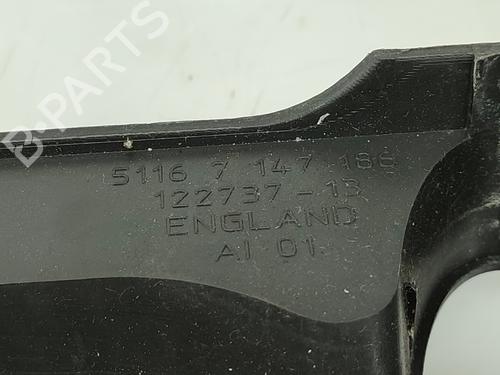 B-PARTS
5116 7 147 186
122737-13
ENGLAND
AI 01